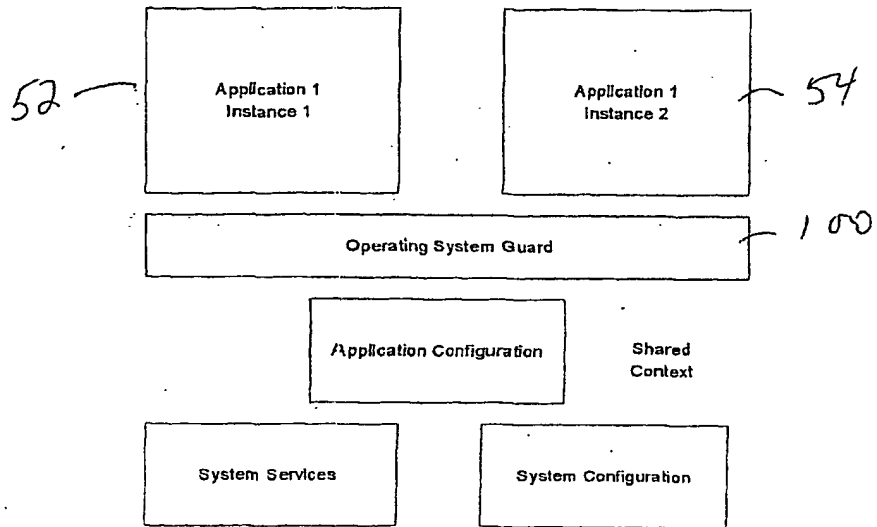 52
Application 1
Instance 1
Application 1
Instance 2
54
Operating System Guard
100
Application Configuration
Shared
Context
System Services
System Configuration